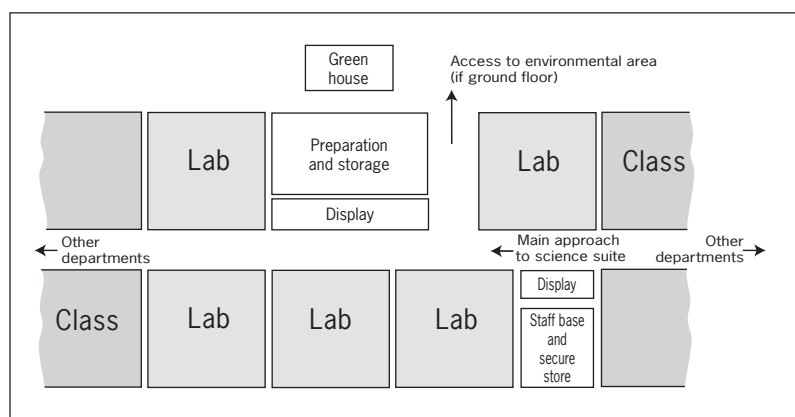 Green
house
Access to environmental area
(if ground floor)
Lab
Preparation
and storage
Lab
Class
Display
Other
departments
Main approach
to science suite
Other
departments
Class
Lab
Lab
Lab
Display
Staff base
and
secure
store